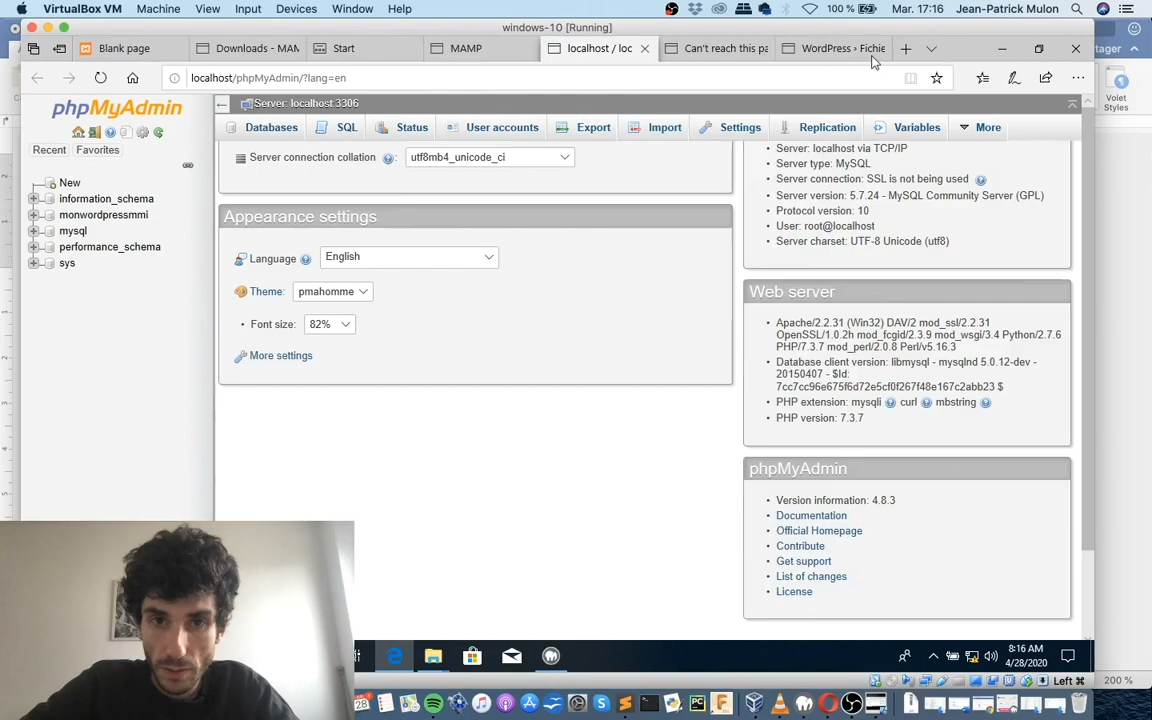 VirtualBox VM Machine View Input Devices Window Help 100 % Mar. 17:16 Jean-Patrick Mulon
windows-10 [Running]
Blank page Downloads - MAM Start MAMP localhost / loc Can't reach this pa WordPress › Fichie
tager
localhost/phpMyAdmin/?lang=en
phpMyAdmin
Recent Favorites
New
information_schema
monwordpressmmi
mysql
performance_schema
sys
Server: localhost:3306
Databases SQL Status User accounts Export Import Settings Replication Variables More
Server connection collation : utf8mb4_unicode_ci
Appearance settings
Language English
Theme: pmahomme
• Font size: 82%
More settings
• Server: localhost via TCP/IP
• Server type: MySQL
• Server connection: SSL is not being used
• Server version: 5.7.24 - MySQL Community Server (GPL)
• Protocol version: 10
• User: root@localhost
• Server charset: UTF-8 Unicode (utf8)
Web server
• Apache/2.2.31 (Win32) DAV/2 mod_ssl/2.2.31
OpenSSL/1.0.2h mod_fcgid/2.3.9 mod_wsgi/3.4 Python/2.7.6
PHP/7.3.7 mod_perl/2.0.8 Perl/v5.16.3
• Database client version: libmysql - mysqlnd 5.0.12-dev -
20150407 - $Id:
7cc7cc96e675f6d72e5cf0f267f48e167c2abb23 $
• PHP extension: mysqli curl mbstring
• PHP version: 7.3.7
phpMyAdmin
• Version information: 4.8.3
• Documentation
• Official Homepage
• Contribute
• Get support
• List of changes
• License
Volet
Styles
8:16 AM
4/28/2020
Left ⌘
200 %